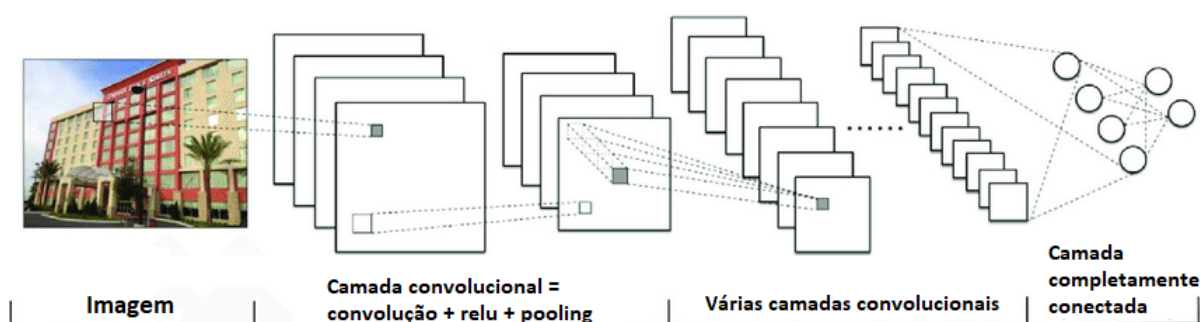 Imagem
Camada convolucional =
convolução + relu + pooling
Várias camadas convolucionais
Camada
completamente
conectada